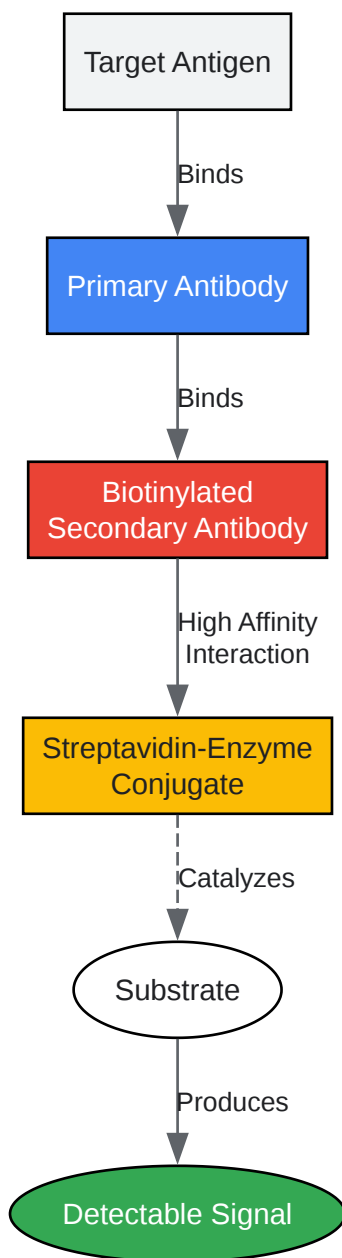 Target Antigen
Binds
Primary Antibody
Binds
Biotinylated
Secondary Antibody
High Affinity
Interaction
Streptavidin-Enzyme
Conjugate
Catalyzes
Substrate
Produces
Detectable Signal